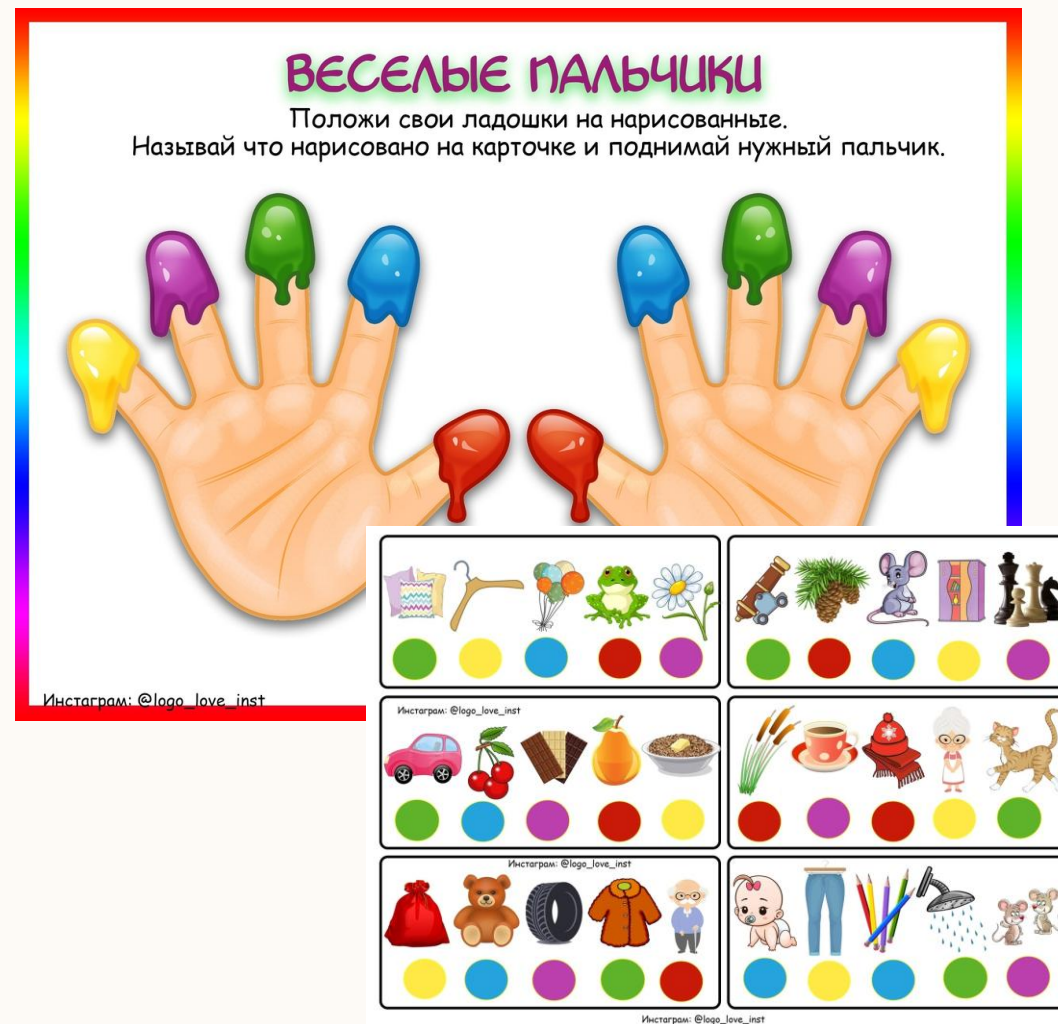 ВЕСЕЛЫЕ ПАЛЬЧИКИ
Положи свои ладошки на нарисованные.
Называй что нарисовано на карточке и поднимай нужный пальчик.
Инстаграм: @logo_love_inst
Инстаграм: @logo_love_inst
Инстаграм: @logo_love_inst
Инстаграм: @logo_love_inst